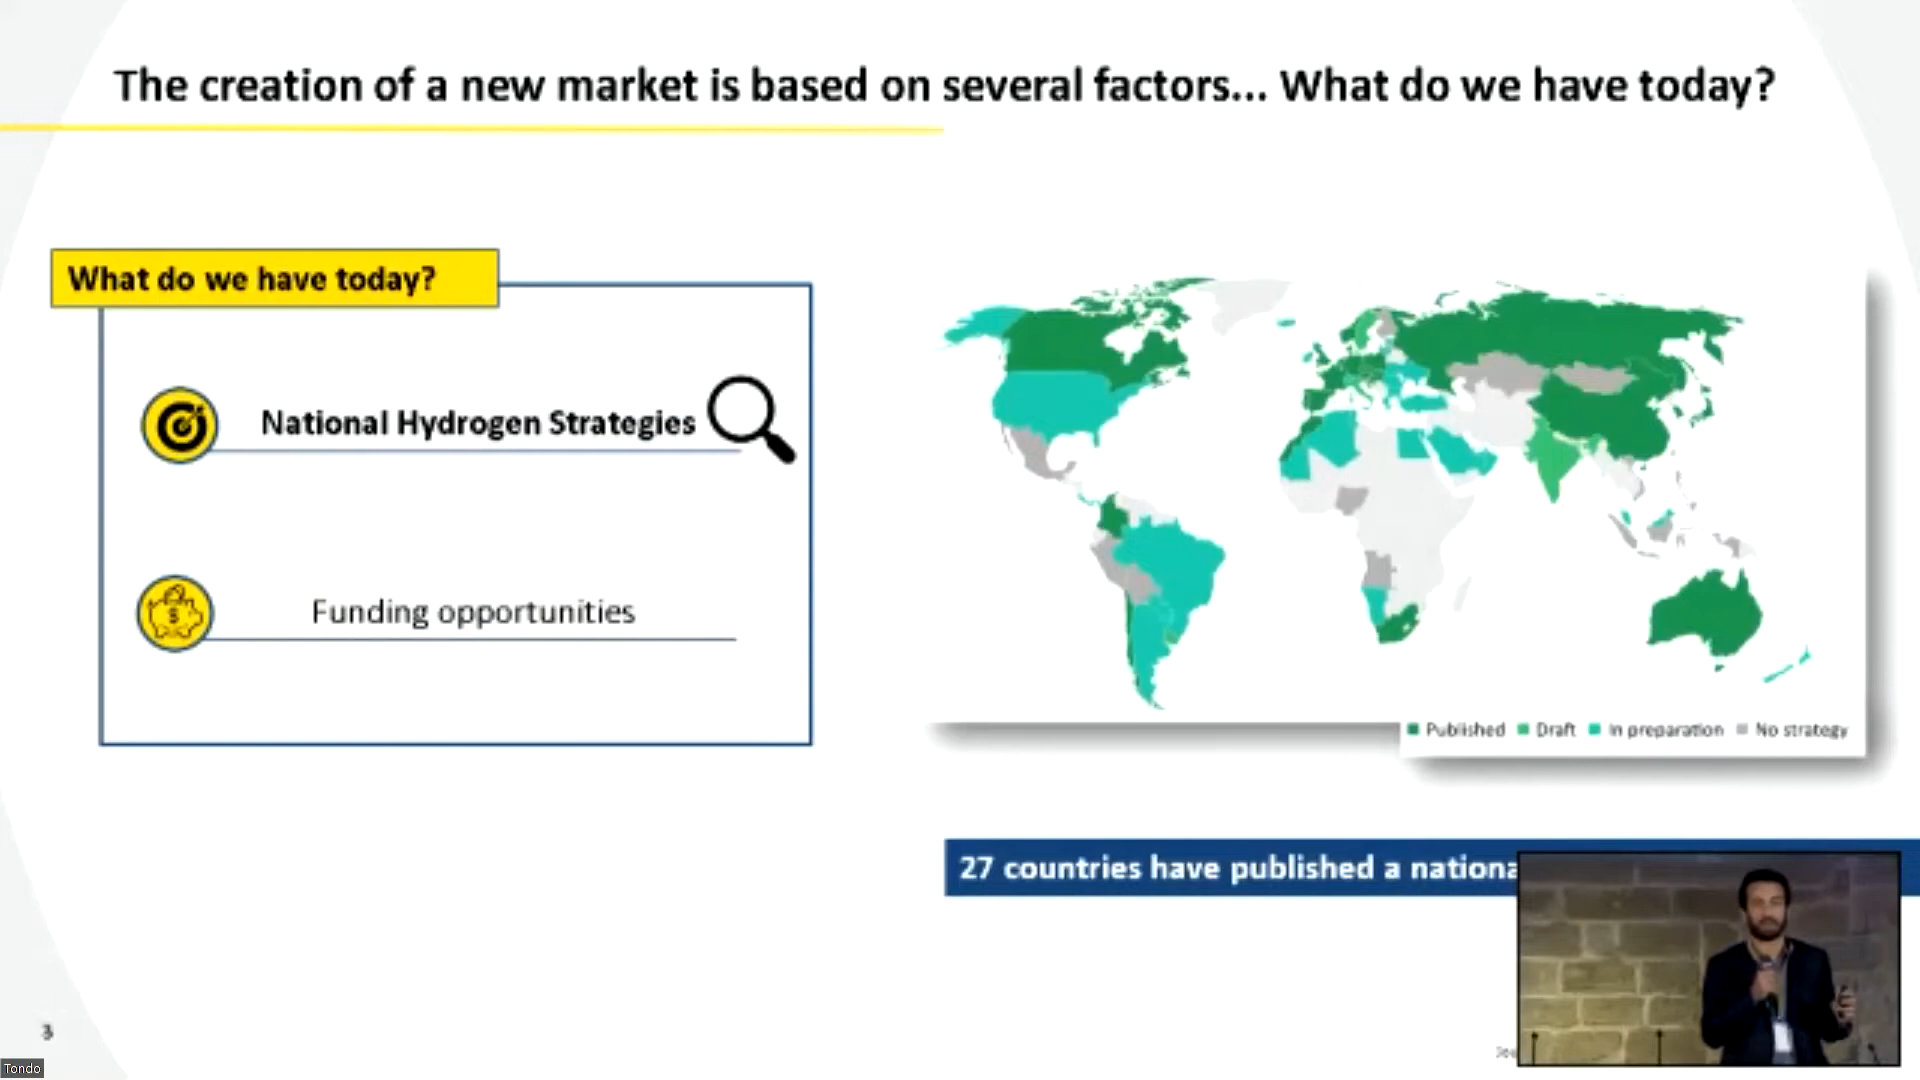 The creation of a new market is based on several factors... What do we have today?
What do we have today?
National Hydrogen Strategies
$
Funding opportunities
Published Draft In preparation No strategy
27 countries have published a nationa
3
Tondo